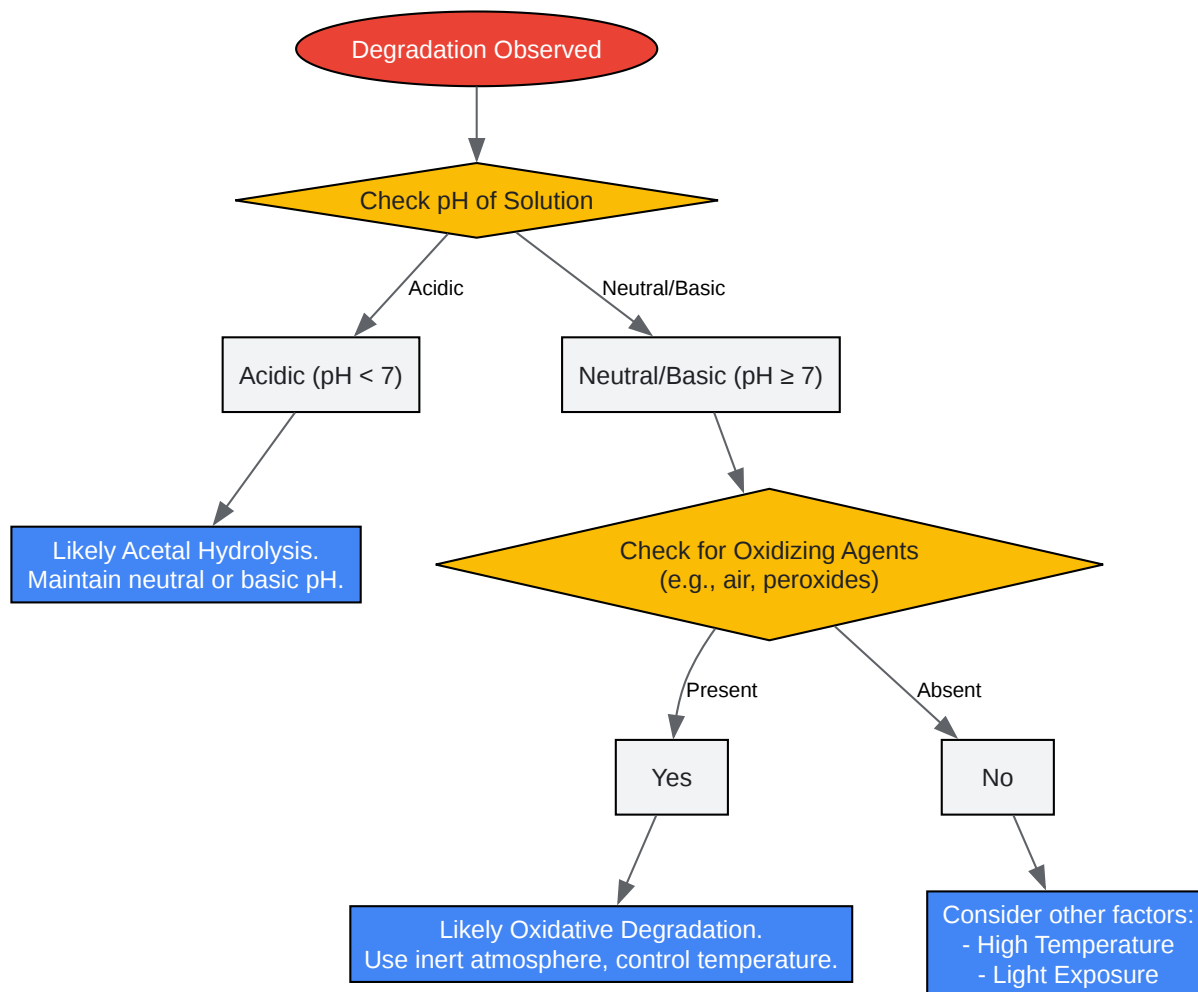 Degradation Observed
Check pH of Solution
Acidic
Neutral/Basic
Acidic (pH < 7)
Neutral/Basic (pH ≥ 7)
Likely Acetal Hydrolysis.
Maintain neutral or basic pH.
Check for Oxidizing Agents
(e.g., air, peroxides)
Present
Absent
Yes
No
Likely Oxidative Degradation.
Use inert atmosphere, control temperature.
Consider other factors:
- High Temperature
- Light Exposure